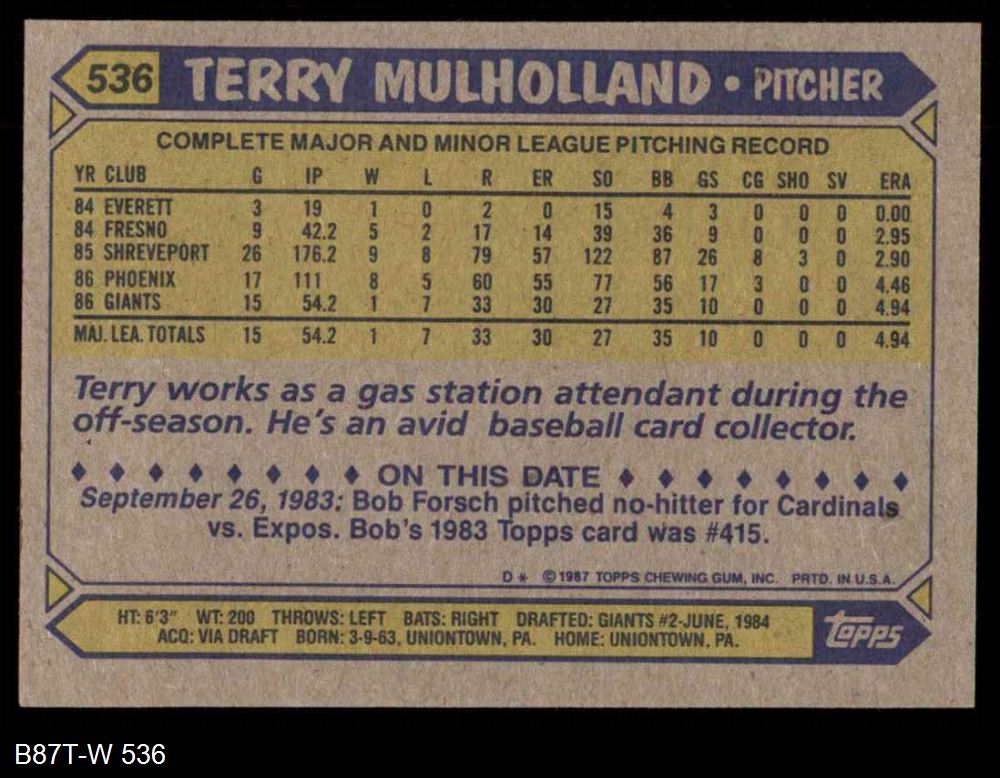 536 TERRY MULHOLLAND • PITCHER
COMPLETE MAJOR AND MINOR LEAGUE PITCHING RECORD
YR CLUB G IP W L R ER SO BB GS CG SHO SV ERA
84 EVERETT 3 19 1 0 2 0 15 4 3 0 0 0 0.00
84 FRESNO 9 42.2 5 2 17 14 39 36 9 0 0 0 2.95
85 SHREVEPORT 26 176.2 9 8 79 57 122 87 26 8 3 0 2.90
86 PHOENIX 17 111 8 5 60 55 77 56 17 3 0 0 4.46
86 GIANTS 15 54.2 1 7 33 30 27 35 10 0 0 0 4.94
MAJ. LEA. TOTALS 15 54.2 1 7 33 30 27 35 10 0 0 0 4.94
Terry works as a gas station attendant during the
off-season. He's an avid baseball card collector.
ON THIS DATE
September 26, 1983: Bob Forsch pitched no-hitter for Cardinals
vs. Expos. Bob's 1983 Topps card was #415.
D* ©1987 TOPPS CHEWING GUM, INC. PRTD. IN U.S.A.
HT: 6'3" WT: 200 THROWS: LEFT BATS: RIGHT DRAFTED: GIANTS #2-JUNE, 1984
ACQ: VIA DRAFT BORN: 3-9-63, UNIONTOWN, PA. HOME: UNIONTOWN, PA.
topps
B87T-W 536